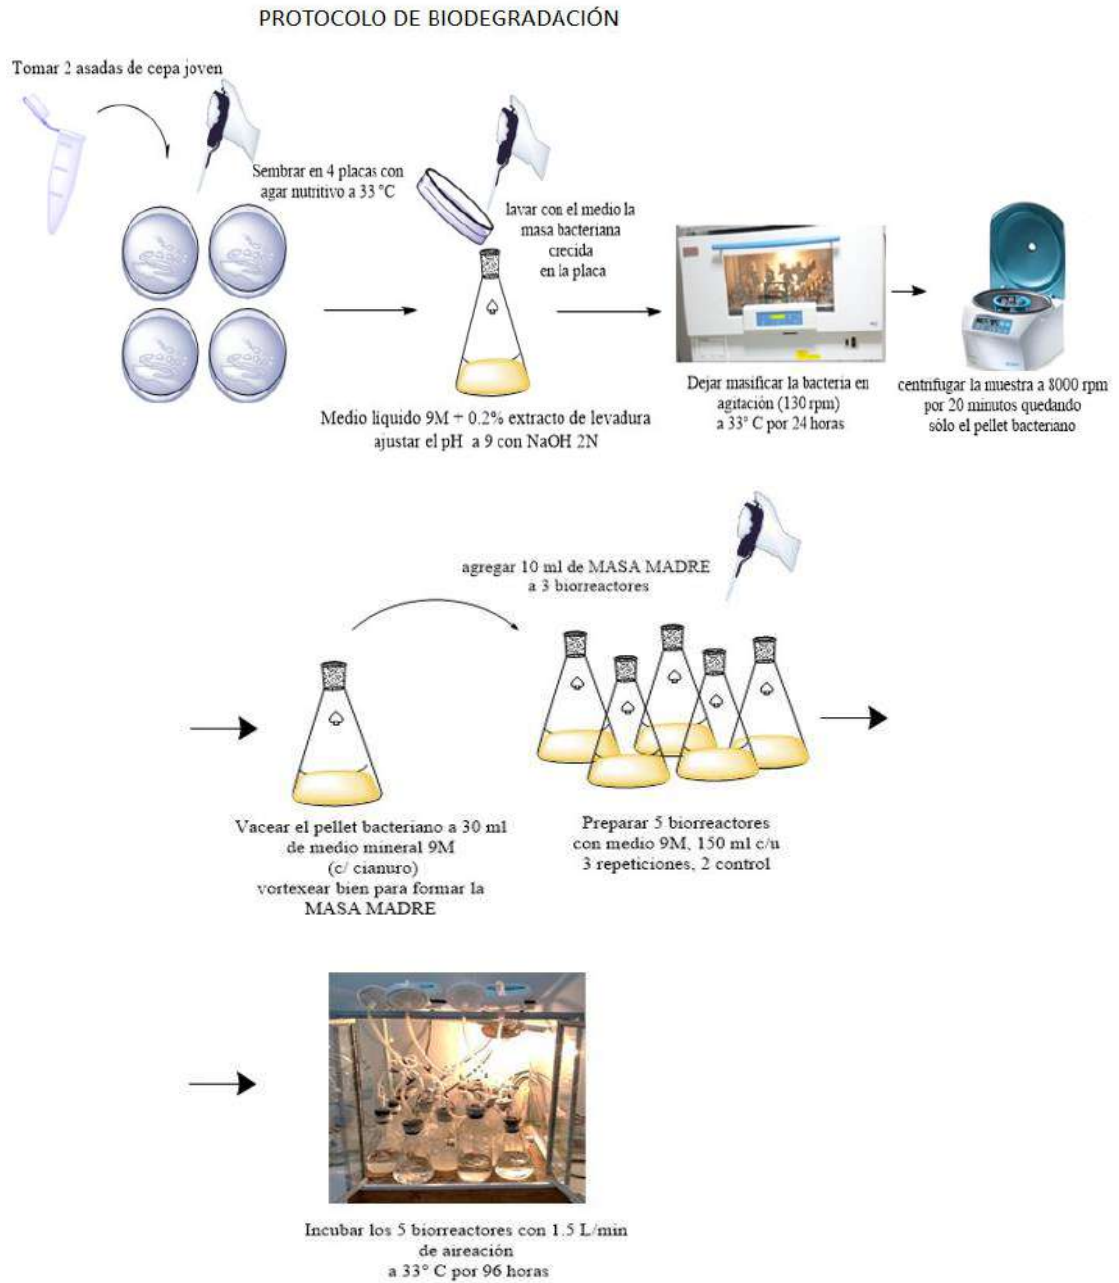 PROTOCOLO DE BIODEGRADACIÓN
Tomar 2 asadas de cepa joven
Sembrar en 4 placas con
agar nutritivo a 33 °C
lavar con el medio la
masa bacteriana
crecida
en la placa
Medio liquido 9M + 0.2% extracto de levadura
ajustar el pH a 9 con NaOH 2N
Dejar masificar la bacteria en
agitación (130 rpm)
a 33° C por 24 horas
centrifugar la muestra a 8000 rpm
por 20 minutos quedando
sólo el pellet bacteriano
agregar 10 ml de MASA MADRE
a 3 biorreactores
Vacear el pellet bacteriano a 30 ml
de medio mineral 9M
(c/ cianuro)
vortexear bien para formar la
MASA MADRE
Preparar 5 biorreactores
con medio 9M, 150 ml c/u
3 repeticiones, 2 control
Incubar los 5 biorreactores con 1.5 L/min
de aireación
a 33° C por 96 horas